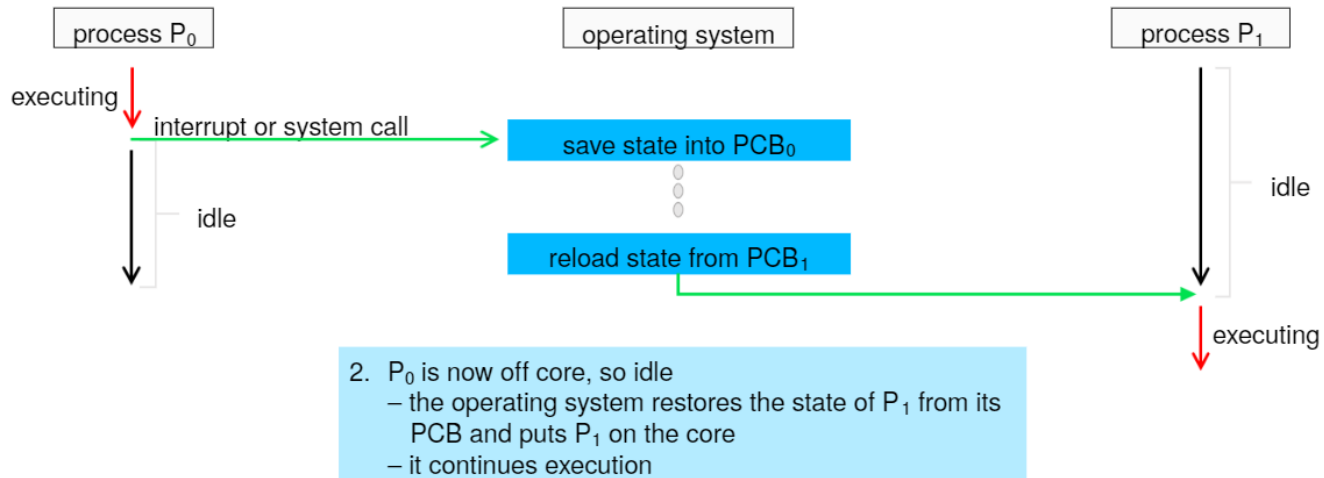 process P₀
operating system
process P₁
executing
interrupt or system call
save state into PCB₀
idle
idle
reload state from PCB₁
executing
2. P₀ is now off core, so idle
– the operating system restores the state of P₁ from its
PCB and puts P₁ on the core
– it continues execution